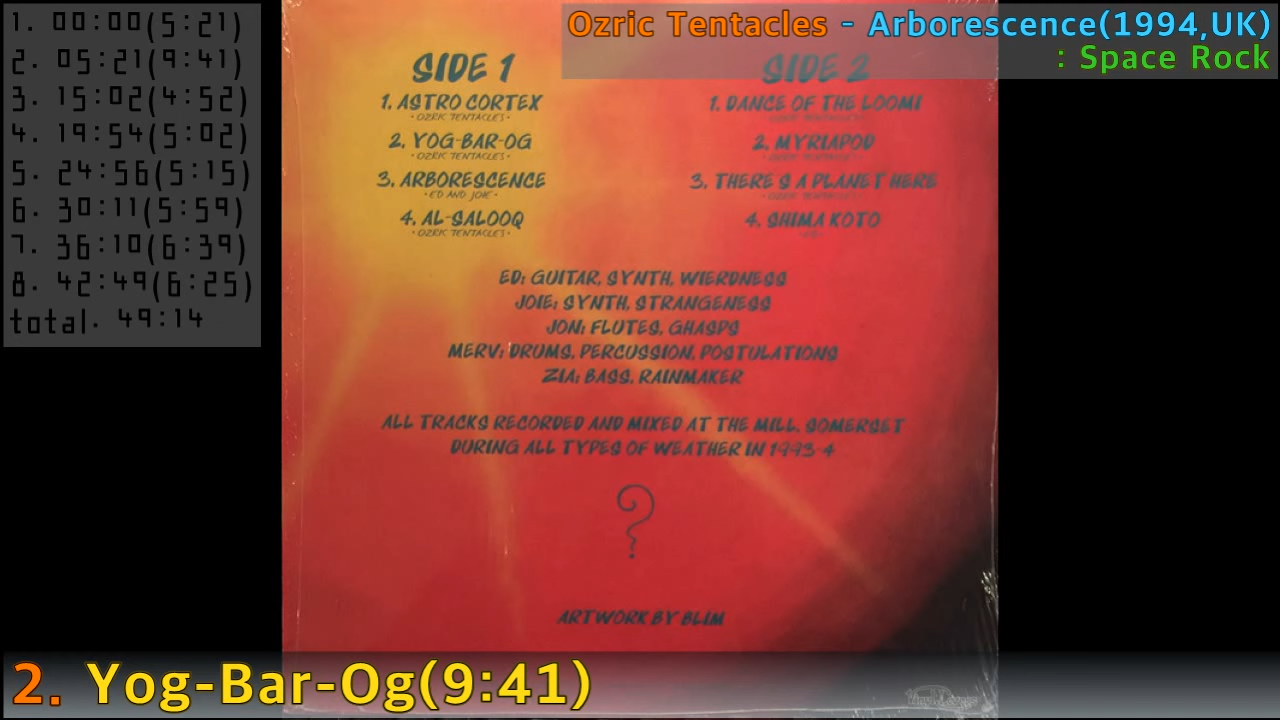 1. 00:00(5:21)
2. 05:21(9:41)
3. 15:02(4:52)
4. 19:54(5:02)
5. 24:56(5:15)
6. 30:11(5:59)
7. 36:10(6:39)
8. 42:49(6:25)
total. 49:14
Ozric Tentacles - Arborescence(1994,UK)
: Space Rock
SIDE 1
1. ASTRO CORTEX
• OZRIC TENTACLES •
2. YOG-BAR-OG
• OZRIC TENTACLES •
3. ARBORESCENCE
• ED AND JOIE •
4. AL-SALOOQ
• OZRIC TENTACLES •
SIDE 2
1. DANCE OF THE LOOMI
• OZRIC TENTACLES •
2. MYRIAPOD
• OZRIC TENTACLES •
3. THERE'S A PLANET HERE
• OZRIC TENTACLES •
4. SHIMA KOTO
ED: GUITAR, SYNTH, WIERDNESS
JOIE: SYNTH, STRANGENESS
JON: FLUTES, GHASPS
MERV: DRUMS, PERCUSSION, POSTULATIONS
ZIA: BASS, RAINMAKER
ALL TRACKS RECORDED AND MIXED AT THE MILL, SOMERSET
DURING ALL TYPES OF WEATHER IN 1993-4
?
ARTWORK BY BLIM
2. Yog-Bar-Og(9:41)